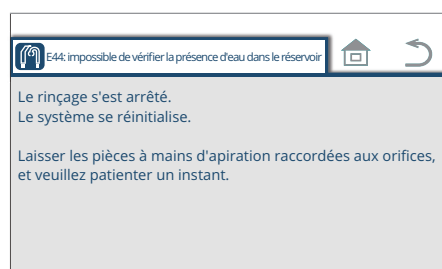 E44: impossible de vérifier la présence d'eau dans le réservoir
Le rinçage s'est arrêté.
Le système se réinitialise.
Laisser les pièces à mains d'apiration raccordées aux orifices,
et veuillez patienter un instant.